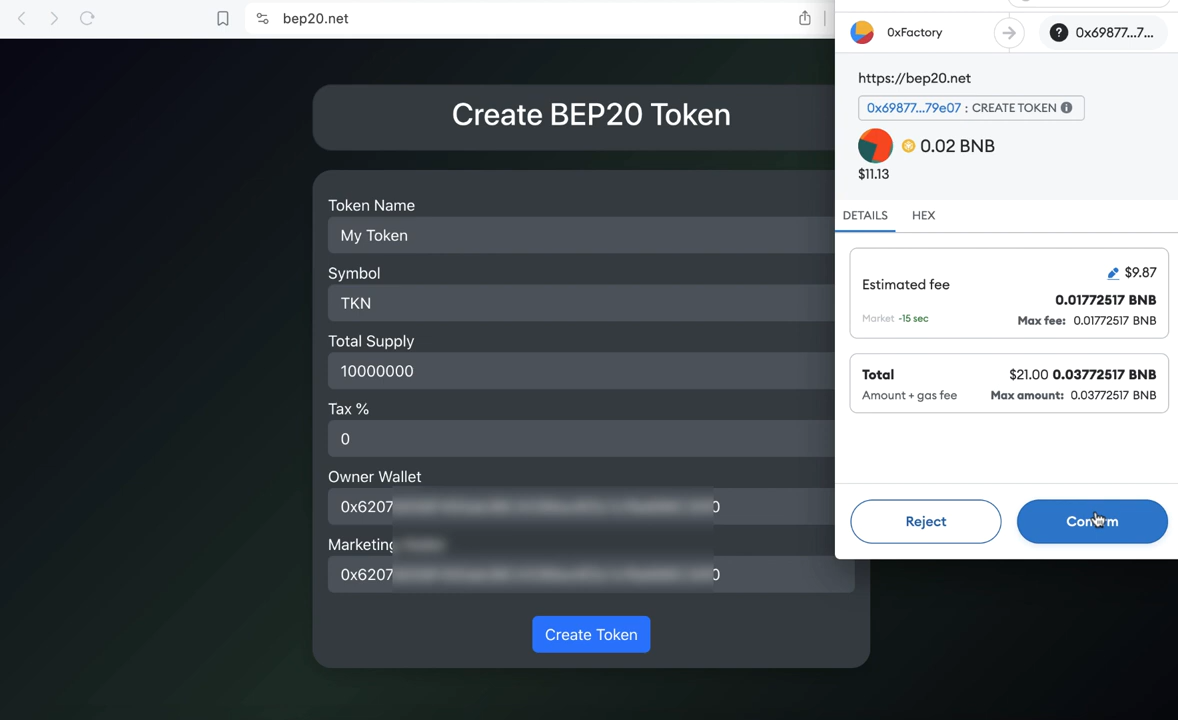 bep20.net
Create BEP20 Token
Token Name
My Token
Symbol
TKN
Total Supply
10000000
Tax %
0
Owner Wallet
0x6207
0
Marketing
0x6207
0
Create Token
0xFactory
0x69877...7...
https://bep20.net
0x69877...79e07 : CREATE TOKEN
0.02 BNB
$11.13
DETAILS HEX
Estimated fee
$9.87
0.01772517 BNB
Market ~15 sec
Max fee: 0.01772517 BNB
Total
$21.00 0.03772517 BNB
Amount + gas fee
Max amount: 0.03772517 BNB
Reject
Confirm